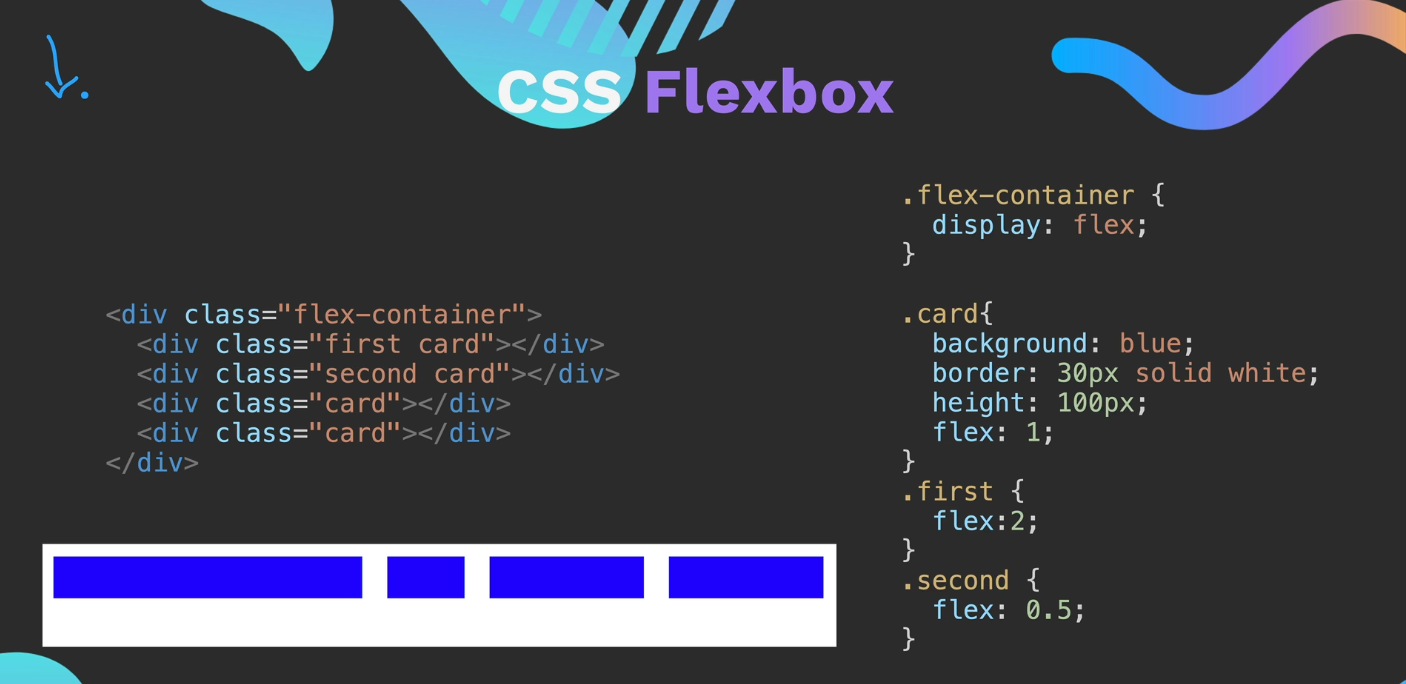 CSS Flexbox
<div class="flex-container">
  <div class="first card"></div>
  <div class="second card"></div>
  <div class="card"></div>
  <div class="card"></div>
</div>
.flex-container {
  display: flex;
}
.card{
  background: blue;
  border: 30px solid white;
  height: 100px;
  flex: 1;
}
.first {
  flex:2;
}
.second {
  flex: 0.5;
}